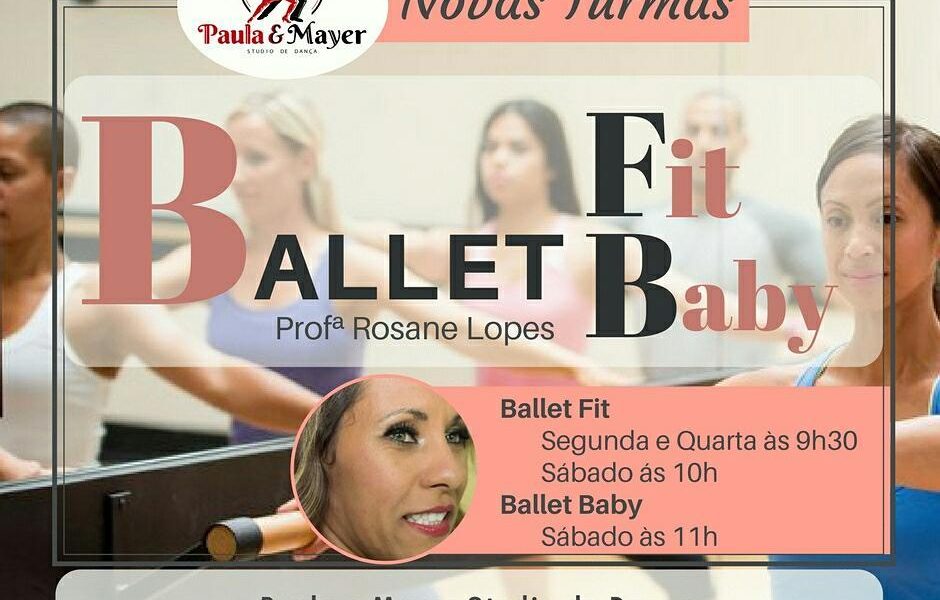 Novas Turmas
Paula & Mayer
STUDIO DE DANÇA
BALLET
Fit
Baby
Profª Rosane Lopes
Ballet Fit
Segunda e Quarta às 9h30
Sábado ás 10h
Ballet Baby
Sábado às 11h